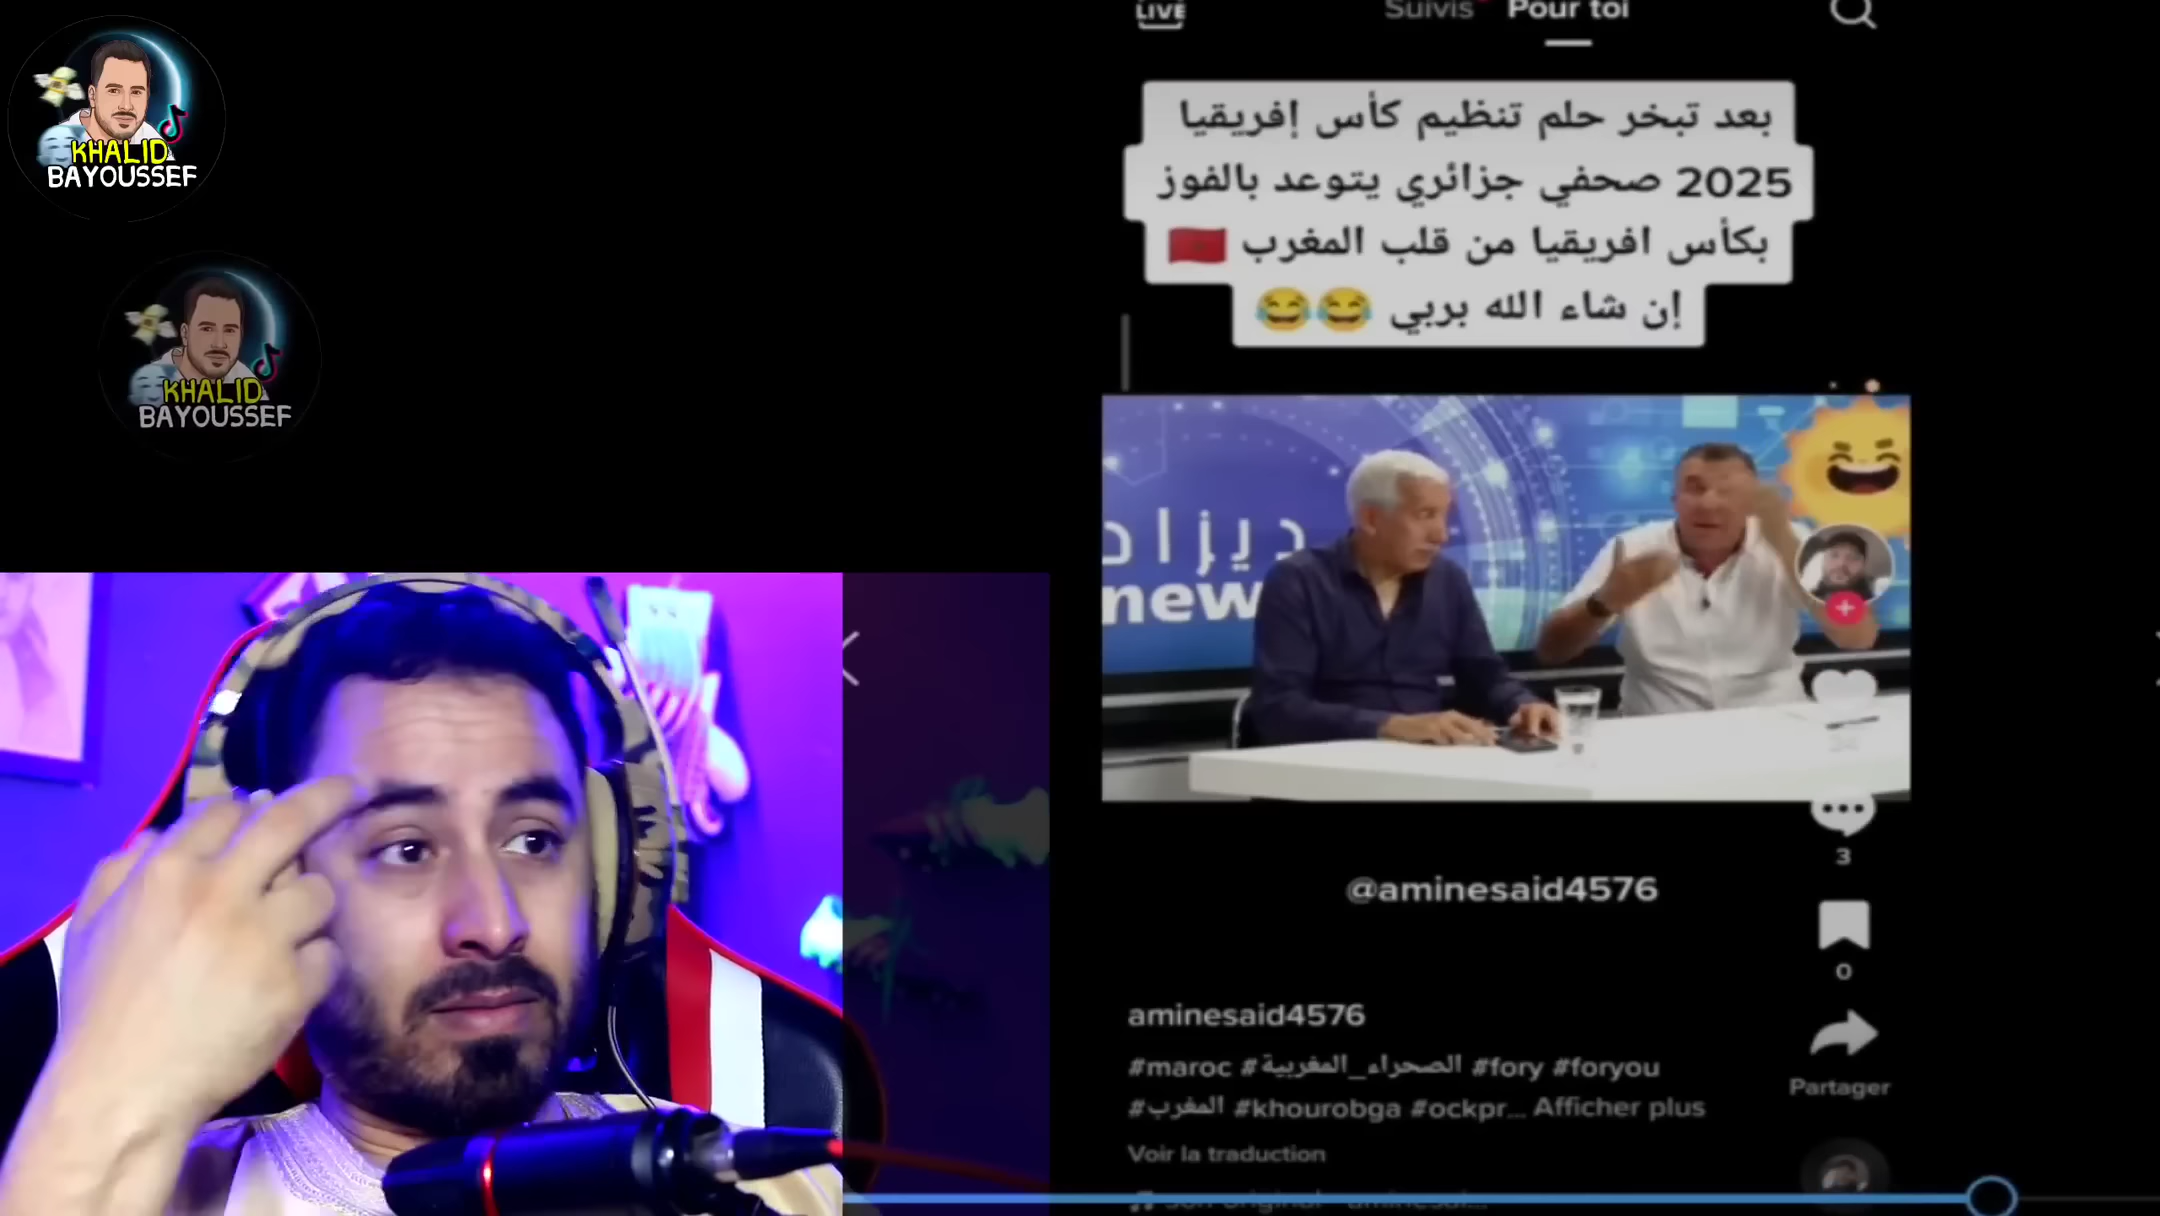 KHALID
BAYOUSSEF
KHALID
BAYOUSSEF
LIVE
Suivis
Pour toi
بعد تبخر حلم تنظيم كأس إفريقيا
2025 صحفي جزائري يتوعد بالفوز
بكأس افريقيا من قلب المغرب 🇲🇦
إن شاء الله بربي 😂😂
ديزاد
new
3
@aminesaid4576
0
aminesaid4576
#maroc #الصحراء_المغربية #fory #foryou
#المغرب #khourobga #ockpr... Afficher plus
Partager
Voir la traduction